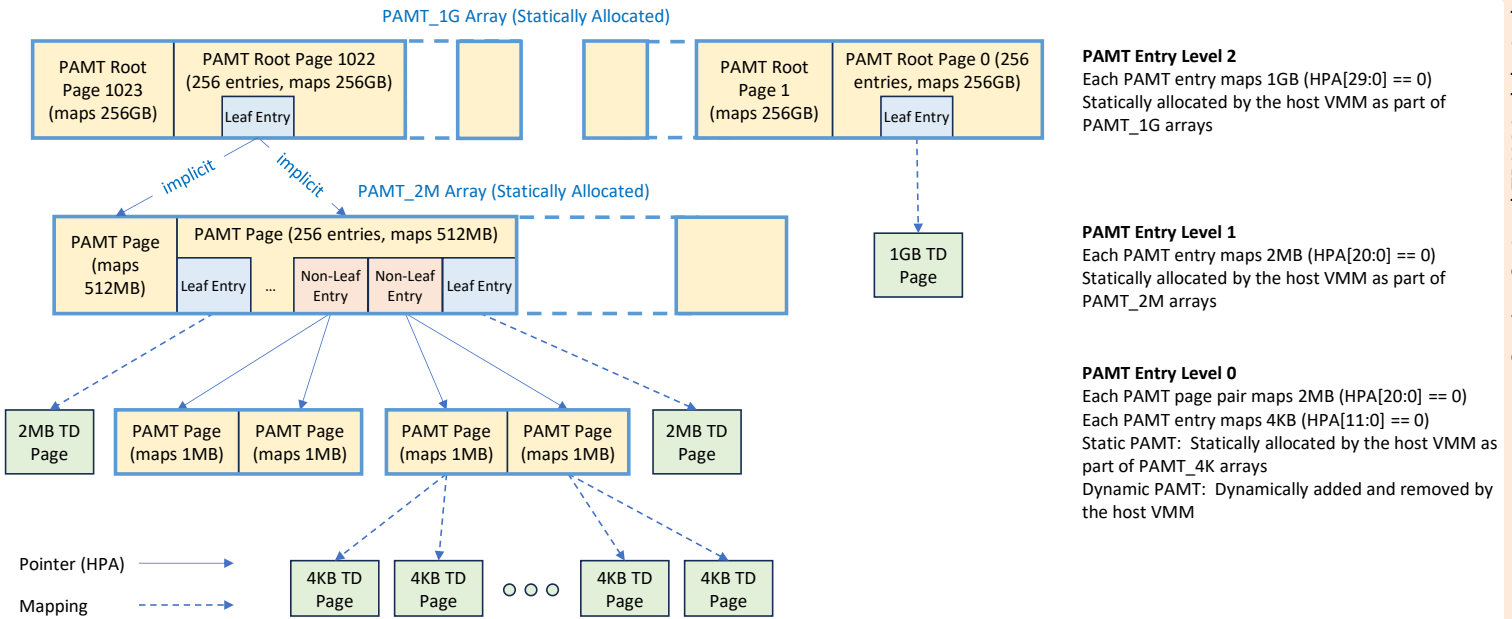 PAMT_1G Array (Statically Allocated)
PAMT Root
Page 1023
(maps 256GB)
PAMT Root Page 1022
(256 entries, maps 256GB)
Leaf Entry
PAMT Root
Page 1
(maps 256GB)
PAMT Root Page 0 (256
entries, maps 256GB)
Leaf Entry
PAMT Entry Level 2
Each PAMT entry maps 1GB (HPA[29:0] == 0)
Statically allocated by the host VMM as part of
PAMT_1G arrays
implicit
implicit
PAMT_2M Array (Statically Allocated)
PAMT Page
(maps
512MB)
PAMT Page (256 entries, maps 512MB)
Leaf Entry
...
Non-Leaf
Entry
Non-Leaf
Entry
Leaf Entry
1GB TD
Page
PAMT Entry Level 1
Each PAMT entry maps 2MB (HPA[20:0] == 0)
Statically allocated by the host VMM as part of
PAMT_2M arrays
2MB TD
Page
PAMT Page
(maps 1MB)
PAMT Page
(maps 1MB)
PAMT Page
(maps 1MB)
PAMT Page
(maps 1MB)
2MB TD
Page
PAMT Entry Level 0
Each PAMT page pair maps 2MB (HPA[20:0] == 0)
Each PAMT entry maps 4KB (HPA[11:0] == 0)
Static PAMT: Statically allocated by the host VMM as
part of PAMT_4K arrays
Dynamic PAMT: Dynamically added and removed by
the host VMM
Pointer (HPA)
Mapping
4KB TD
Page
4KB TD
Page
4KB TD
Page
4KB TD
Page